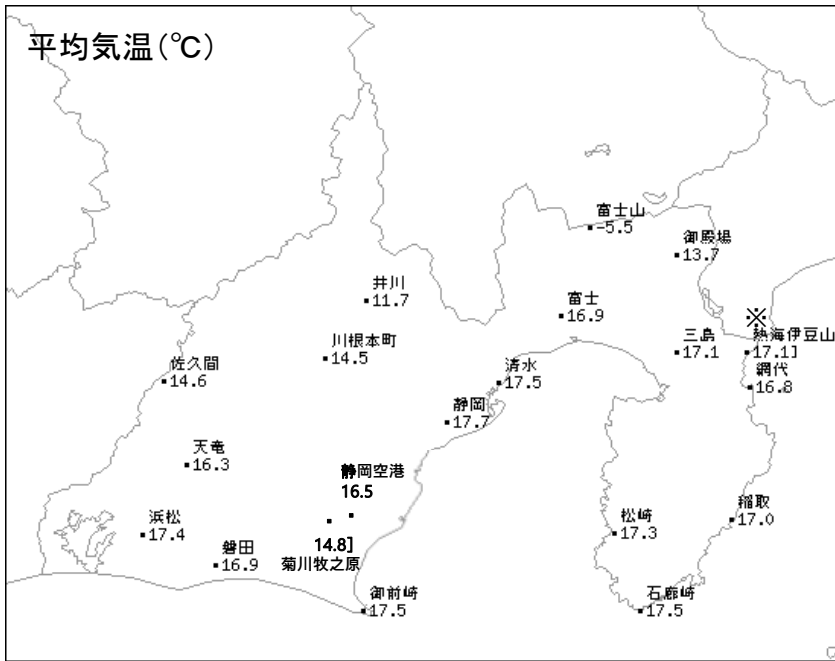 平均気温(℃)
富士山
-5.5
御殿場
13.7
井川
11.7
富士
16.9
※
熱海伊豆山
17.1]
三島
17.1
川根本町
14.5
網代
16.8
佐久間
14.6
清水
17.5
静岡
17.7
天竜
16.3
静岡空港
16.5
浜松
17.4
14.8]
菊川牧之原
磐田
16.9
松崎
17.3
稲取
17.0
御前崎
17.5
石廊崎
17.5